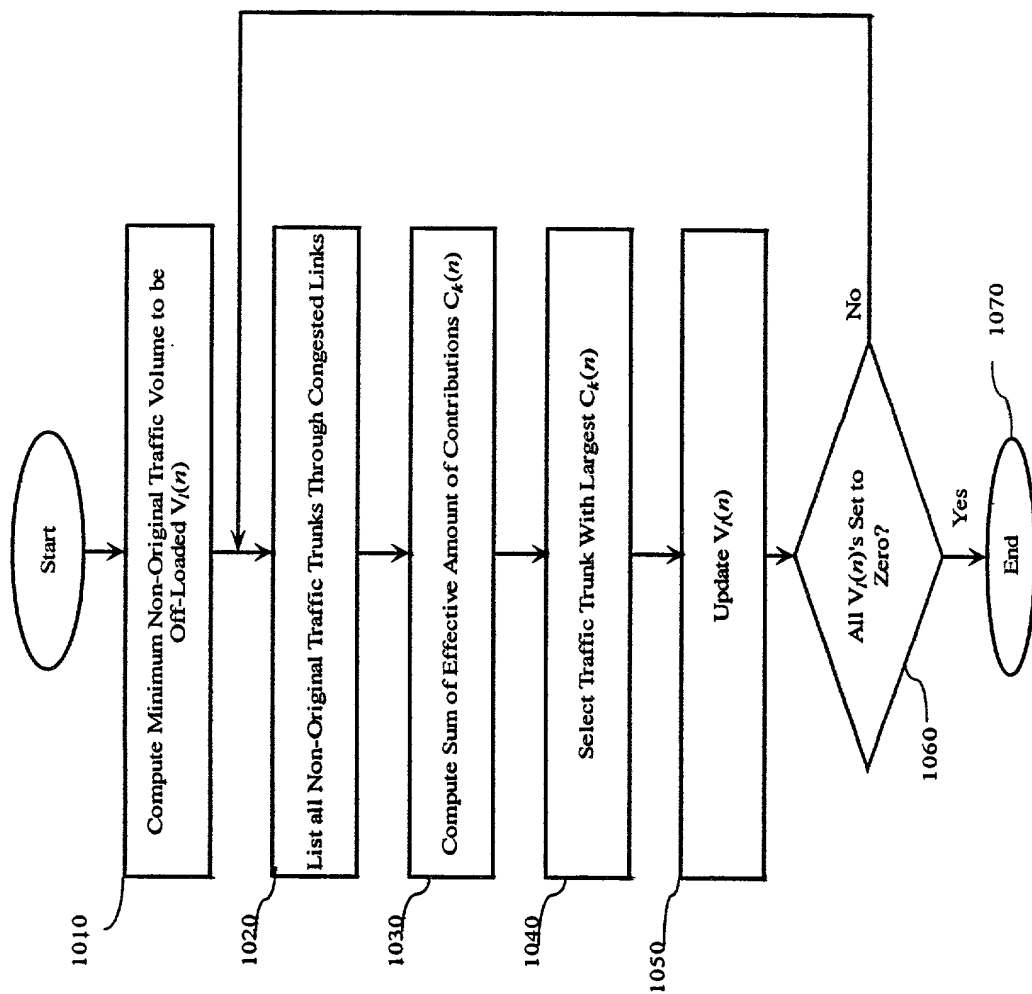 Start
1010
Compute Minimum Non-Original Traffic Volume to be
Off-Loaded Vl(n)
1020
List all Non-Original Traffic Trunks Through Congested Links
1030
Compute Sum of Effective Amount of Contributions Ck(n)
1040
Select Traffic Trunk With Largest Ck(n)
1050
Update Vl(n)
All Vl(n)'s Set to
Zero?
No
1060
Yes
1070
End